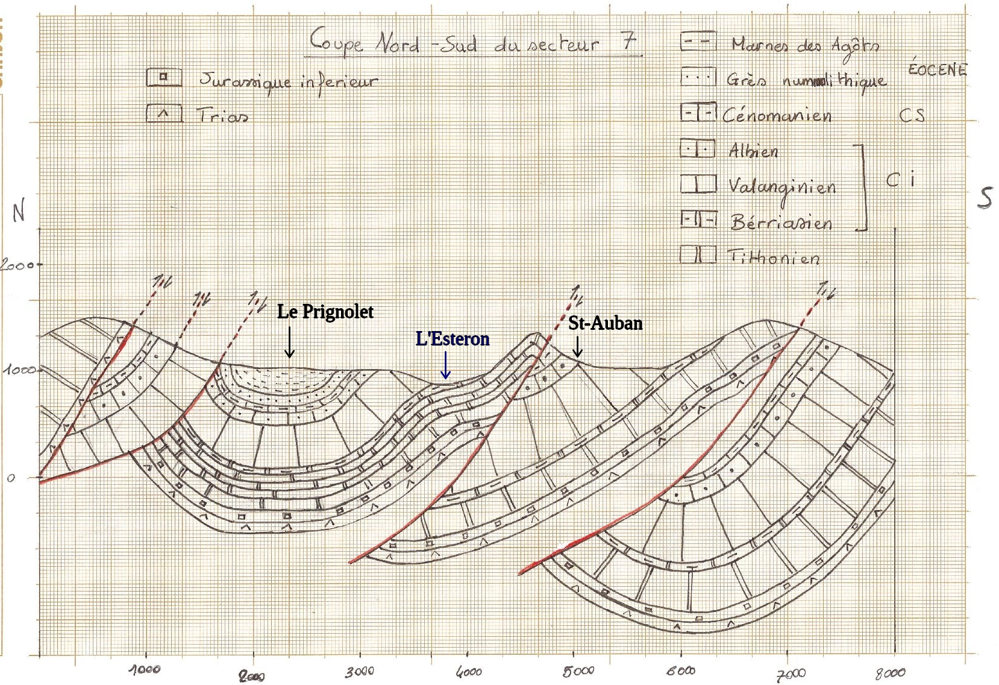 Coupe Nord - Sud du secteur 7
Jurassique inferieur
Trias
Marnes des Agôts
Grès nummulithique
ÉOCENE
Cénomanien
CS
Albien
Valanginien
Ci
Bérriasien
Tithonien
N
S
2000
1000
0
Le Prignolet
L'Esteron
St-Auban
1000
2000
3000
4000
5000
6000
7000
8000